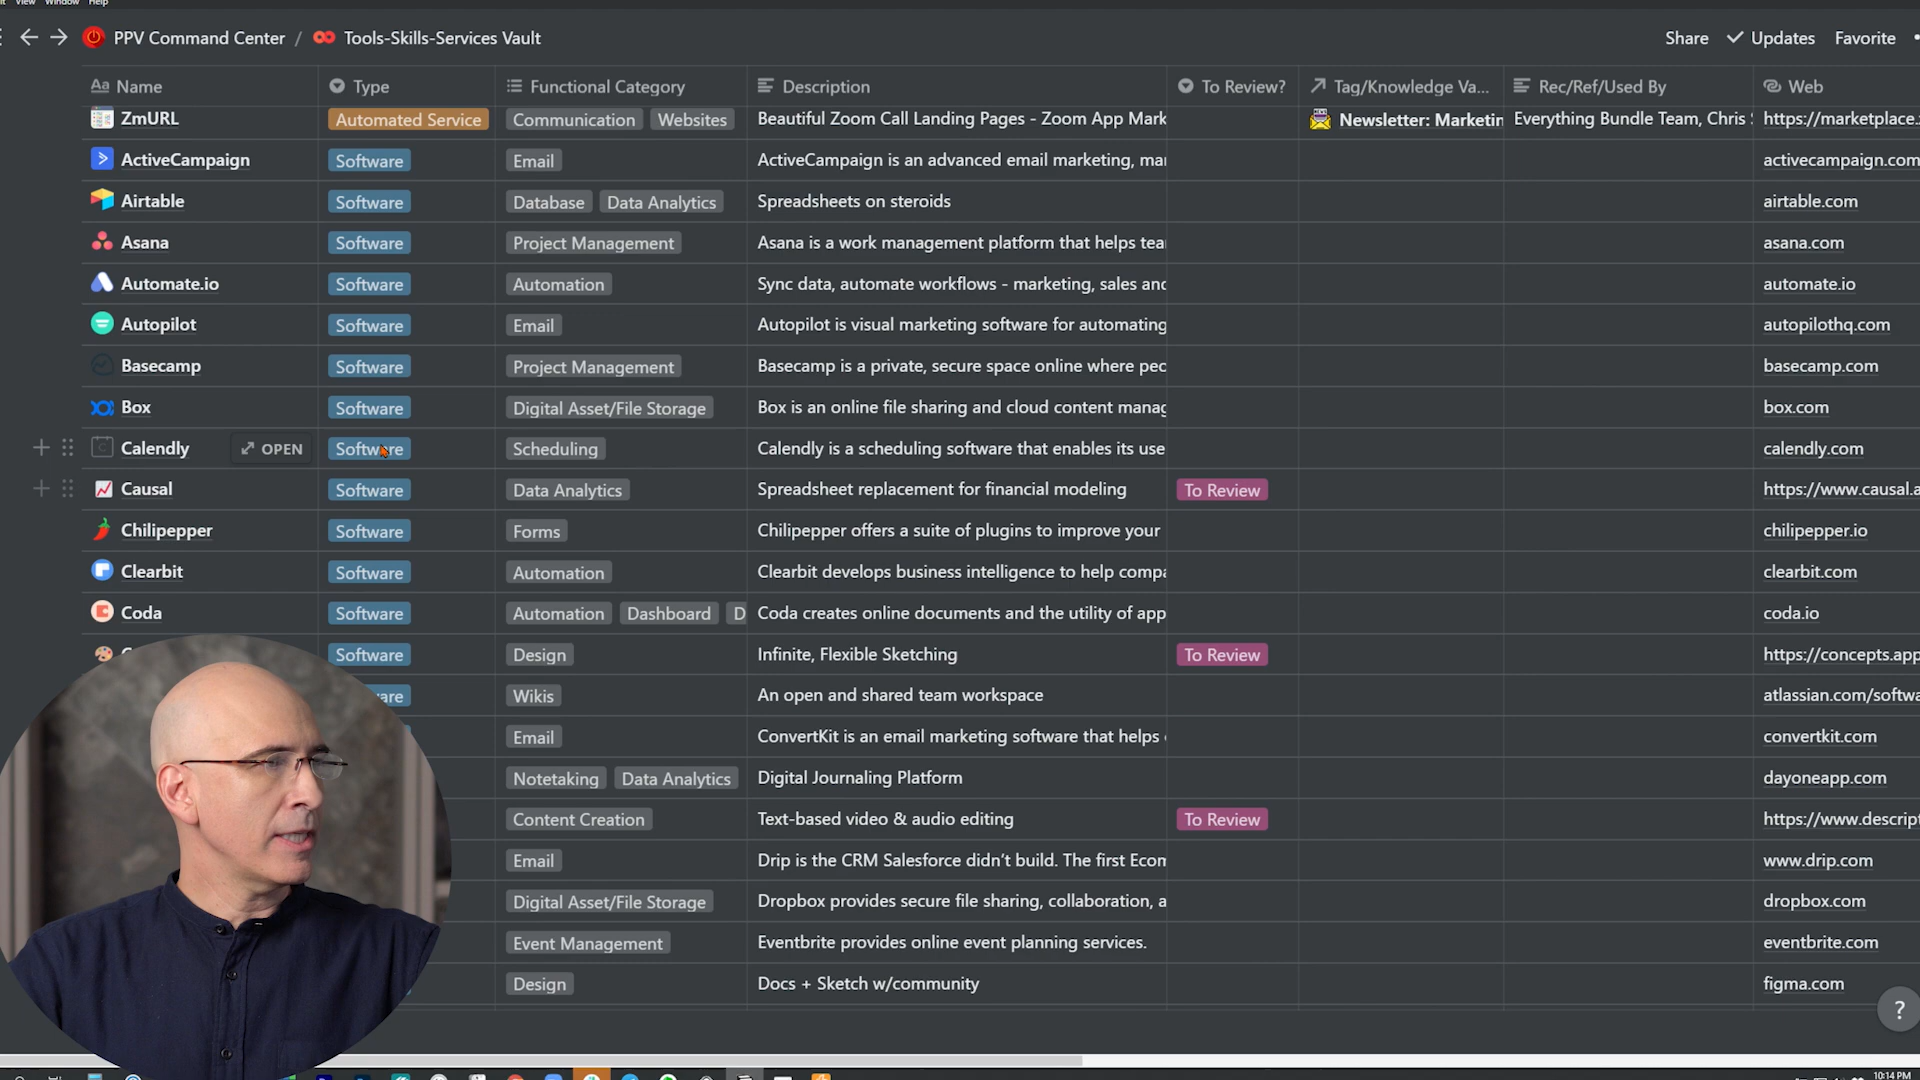 View Window Help
PPV Command Center / Tools-Skills-Services Vault
Share Updates Favorite
Aa Name Type Functional Category Description To Review? Tag/Knowledge Va... Rec/Ref/Used By Web
ZmURL Automated Service Communication Websites Beautiful Zoom Call Landing Pages - Zoom App Mark Newsletter: Marketin Everything Bundle Team, Chris https://marketplace.
ActiveCampaign Software Email ActiveCampaign is an advanced email marketing, mar activecampaign.com
Airtable Software Database Data Analytics Spreadsheets on steroids airtable.com
Asana Software Project Management Asana is a work management platform that helps tea asana.com
Automate.io Software Automation Sync data, automate workflows - marketing, sales and automate.io
Autopilot Software Email Autopilot is visual marketing software for automating autopilothq.com
Basecamp Software Project Management Basecamp is a private, secure space online where peo basecamp.com
Box Software Digital Asset/File Storage Box is an online file sharing and cloud content manag box.com
Calendly OPEN Software Scheduling Calendly is a scheduling software that enables its use calendly.com
Causal Software Data Analytics Spreadsheet replacement for financial modeling To Review https://www.causal.a
Chilipepper Software Forms Chilipepper offers a suite of plugins to improve your chilipepper.io
Clearbit Software Automation Clearbit develops business intelligence to help compa clearbit.com
Coda Software Automation Dashboard D Coda creates online documents and the utility of app coda.io
Software Design Infinite, Flexible Sketching To Review https://concepts.app
Wikis An open and shared team workspace atlassian.com/softwa
Email ConvertKit is an email marketing software that helps convertkit.com
Notetaking Data Analytics Digital Journaling Platform dayoneapp.com
Content Creation Text-based video & audio editing To Review https://www.descript
Email Drip is the CRM Salesforce didn't build. The first Ecom www.drip.com
Digital Asset/File Storage Dropbox provides secure file sharing, collaboration, a dropbox.com
Event Management Eventbrite provides online event planning services. eventbrite.com
Design Docs + Sketch w/community figma.com
?
10:14 PM